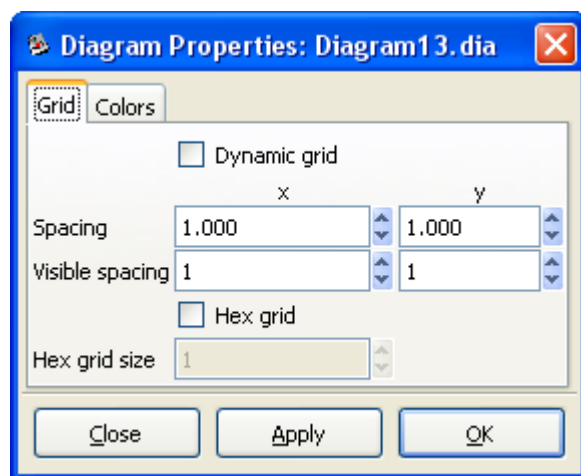 Diagram Properties: Diagram13.dia
Grid Colors
Dynamic grid
x y
Spacing 1.000 1.000
Visible spacing 1 1
Hex grid
Hex grid size 1
Close Apply OK